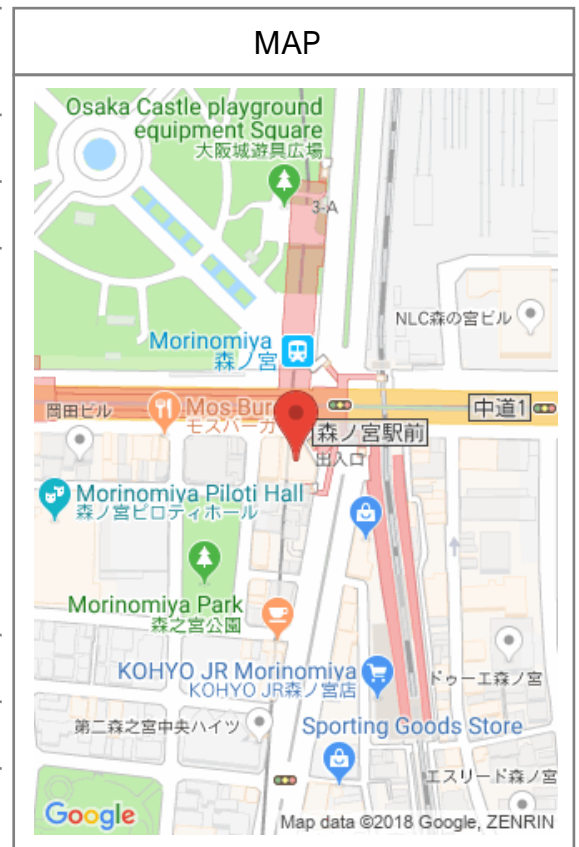 MAP
Osaka Castle playground
equipment Square
大阪城遊具広場
3-A
NLC森の宮ビル
Morinomiya
森ノ宮
岡田ビル
Mos Bur
モスバーガ
中道1
森ノ宮駅前
出入口
Morinomiya Piloti Hall
森ノ宮ピロティホール
Morinomiya Park
森之宮公園
KOHYO JR Morinomiya
KOHYO JR森ノ宮店
ドゥーエ森ノ宮
第二森之宮中央ハイツ
Sporting Goods Store
エスリード森ノ宮
Google
Map data ©2018 Google, ZENRIN